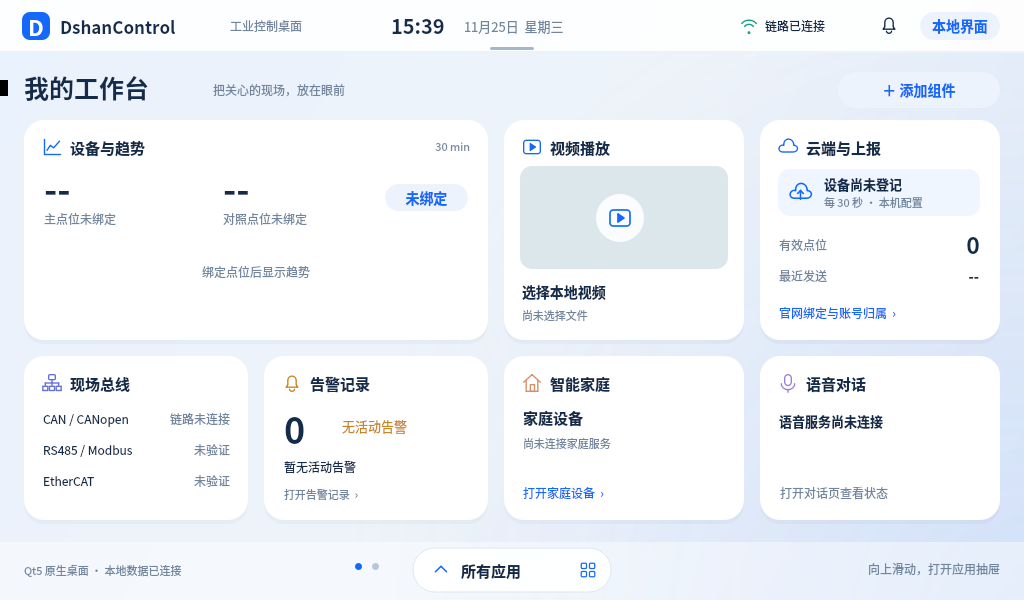 D DshanControl 工业控制桌面 15:39 11月25日 星期三 链路已连接 本地界面
我的工作台 把关心的现场，放在眼前 + 添加组件
设备与趋势 30 min
-- --
主点位未绑定 对照点位未绑定 未绑定
绑定点位后显示趋势
视频播放
选择本地视频
尚未选择文件
云端与上报
设备尚未登记
每 30 秒 · 本机配置
有效点位 0
最近发送 --
官网绑定与账号归属 ›
现场总线
CAN / CANopen 链路未连接
RS485 / Modbus 未验证
EtherCAT 未验证
告警记录
0 无活动告警
暂无活动告警
打开告警记录 ›
智能家庭
家庭设备
尚未连接家庭服务
打开家庭设备 ›
语音对话
语音服务尚未连接
打开对话页查看状态
Qt5 原生桌面 · 本地数据已连接 所有应用 向上滑动，打开应用抽屉